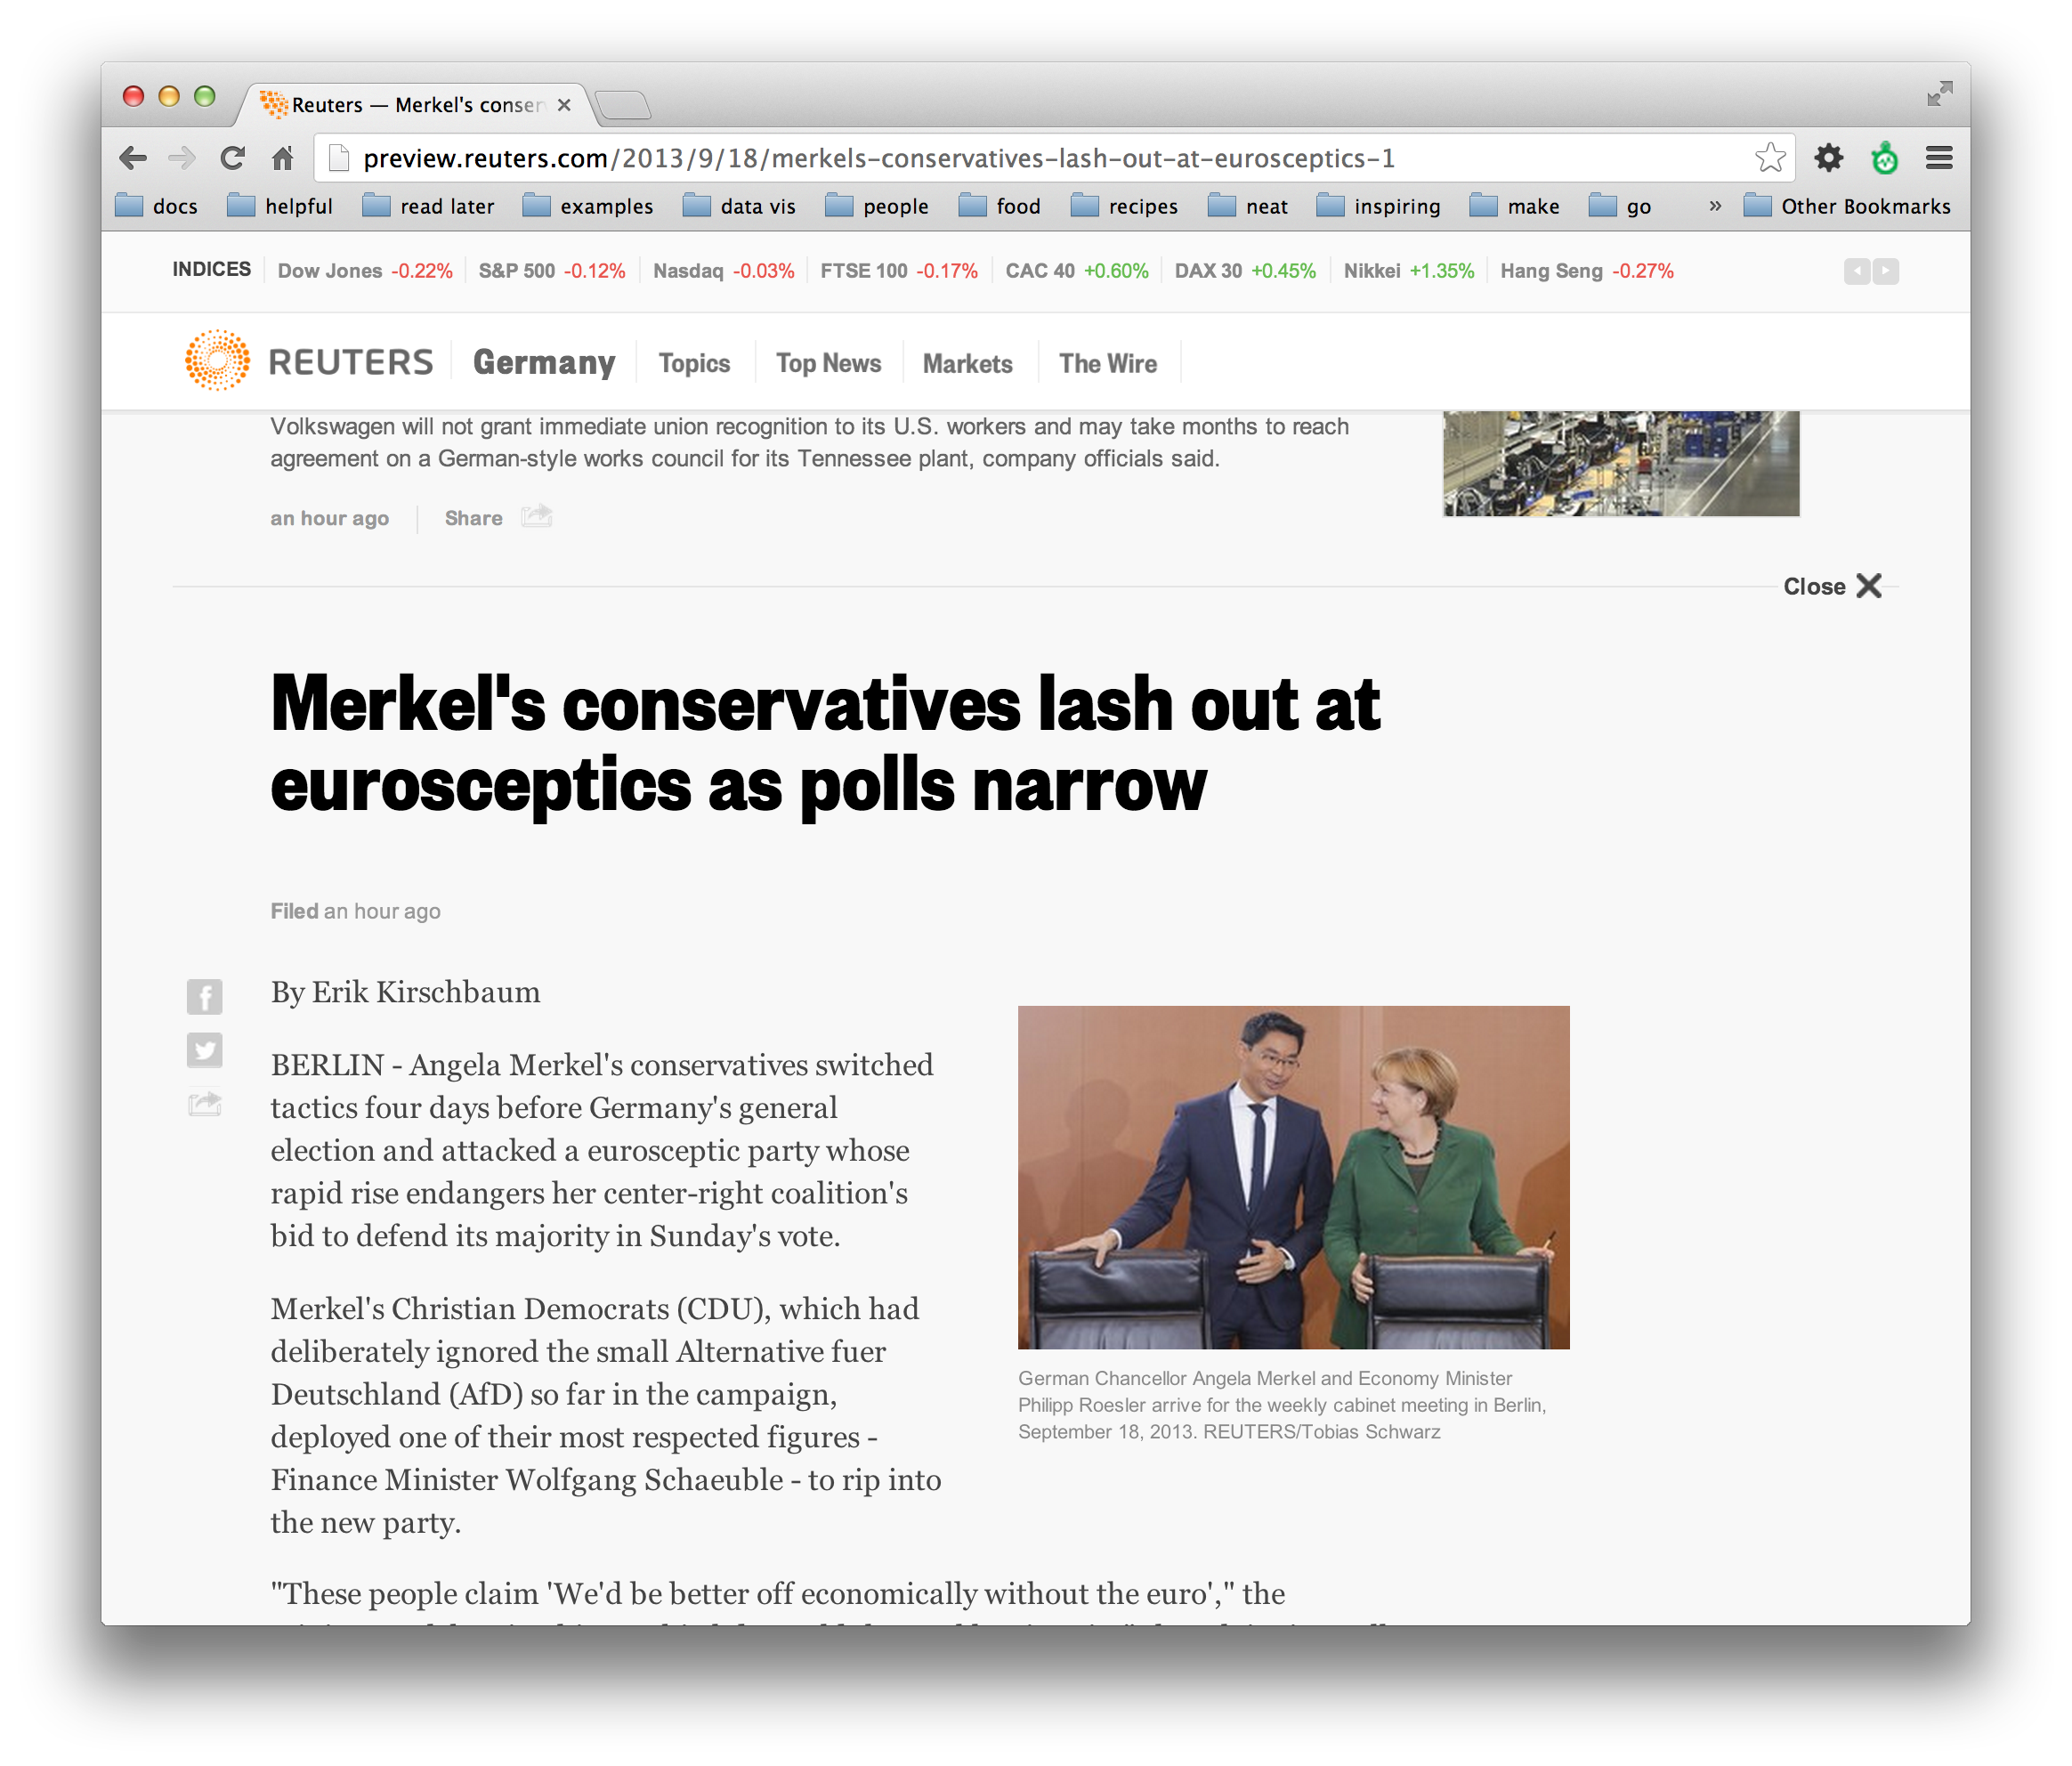 Reuters — Merkel's conser
preview.reuters.com/2013/9/18/merkels-conservatives-lash-out-at-eurosceptics-1
docs helpful read later examples data vis people food recipes neat inspiring make go » Other Bookmarks
INDICES Dow Jones -0.22% S&P 500 -0.12% Nasdaq -0.03% FTSE 100 -0.17% CAC 40 +0.60% DAX 30 +0.45% Nikkei +1.35% Hang Seng -0.27%
REUTERS Germany Topics Top News Markets The Wire
Volkswagen will not grant immediate union recognition to its U.S. workers and may take months to reach
agreement on a German-style works council for its Tennessee plant, company officials said.
an hour ago Share
Close
Merkel's conservatives lash out at
eurosceptics as polls narrow
Filed an hour ago
By Erik Kirschbaum
BERLIN - Angela Merkel's conservatives switched
tactics four days before Germany's general
election and attacked a eurosceptic party whose
rapid rise endangers her center-right coalition's
bid to defend its majority in Sunday's vote.
Merkel's Christian Democrats (CDU), which had
deliberately ignored the small Alternative fuer
Deutschland (AfD) so far in the campaign,
deployed one of their most respected figures -
Finance Minister Wolfgang Schaeuble - to rip into
the new party.
German Chancellor Angela Merkel and Economy Minister
Philipp Roesler arrive for the weekly cabinet meeting in Berlin,
September 18, 2013. REUTERS/Tobias Schwarz
"These people claim 'We'd be better off economically without the euro'," the